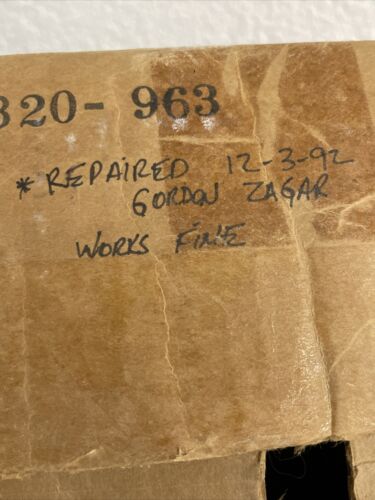 320- 963
* REPAIRED 12-3-92
GORDON ZAGAR
WORKS FINE